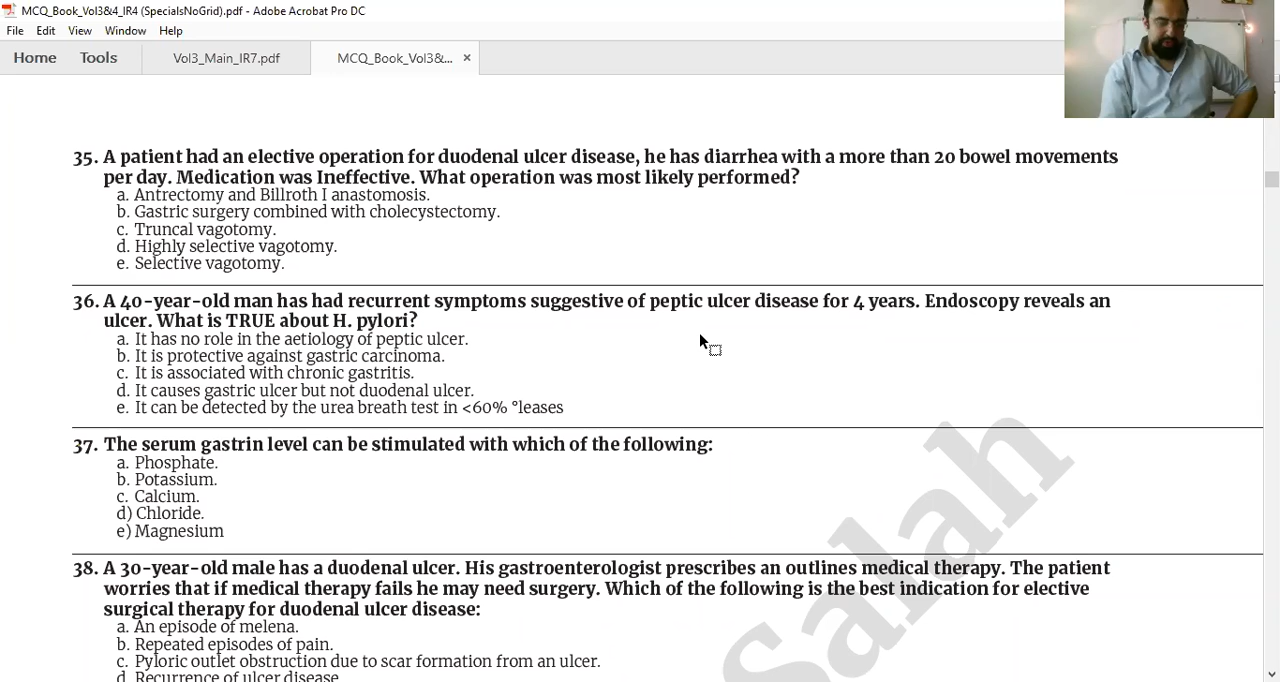 MCQ_Book_Vol3&4_IR4 (SpecialsNoGrid).pdf - Adobe Acrobat Pro DC
File Edit View Window Help
Home Tools Vol3_Main_IR7.pdf MCQ_Book_Vol3&... ×
35. A patient had an elective operation for duodenal ulcer disease, he has diarrhea with a more than 20 bowel movements
per day. Medication was Ineffective. What operation was most likely performed?
a. Antrectomy and Billroth I anastomosis.
b. Gastric surgery combined with cholecystectomy.
c. Truncal vagotomy.
d. Highly selective vagotomy.
e. Selective vagotomy.
36. A 40-year-old man has had recurrent symptoms suggestive of peptic ulcer disease for 4 years. Endoscopy reveals an
ulcer. What is TRUE about H. pylori?
a. It has no role in the aetiology of peptic ulcer.
b. It is protective against gastric carcinoma.
c. It is associated with chronic gastritis.
d. It causes gastric ulcer but not duodenal ulcer.
e. It can be detected by the urea breath test in <60% °leases
37. The serum gastrin level can be stimulated with which of the following:
a. Phosphate.
b. Potassium.
c. Calcium.
d) Chloride.
e) Magnesium
38. A 30-year-old male has a duodenal ulcer. His gastroenterologist prescribes an outlines medical therapy. The patient
worries that if medical therapy fails he may need surgery. Which of the following is the best indication for elective
surgical therapy for duodenal ulcer disease:
a. An episode of melena.
b. Repeated episodes of pain.
c. Pyloric outlet obstruction due to scar formation from an ulcer.
d. Recurrence of ulcer disease
Salah